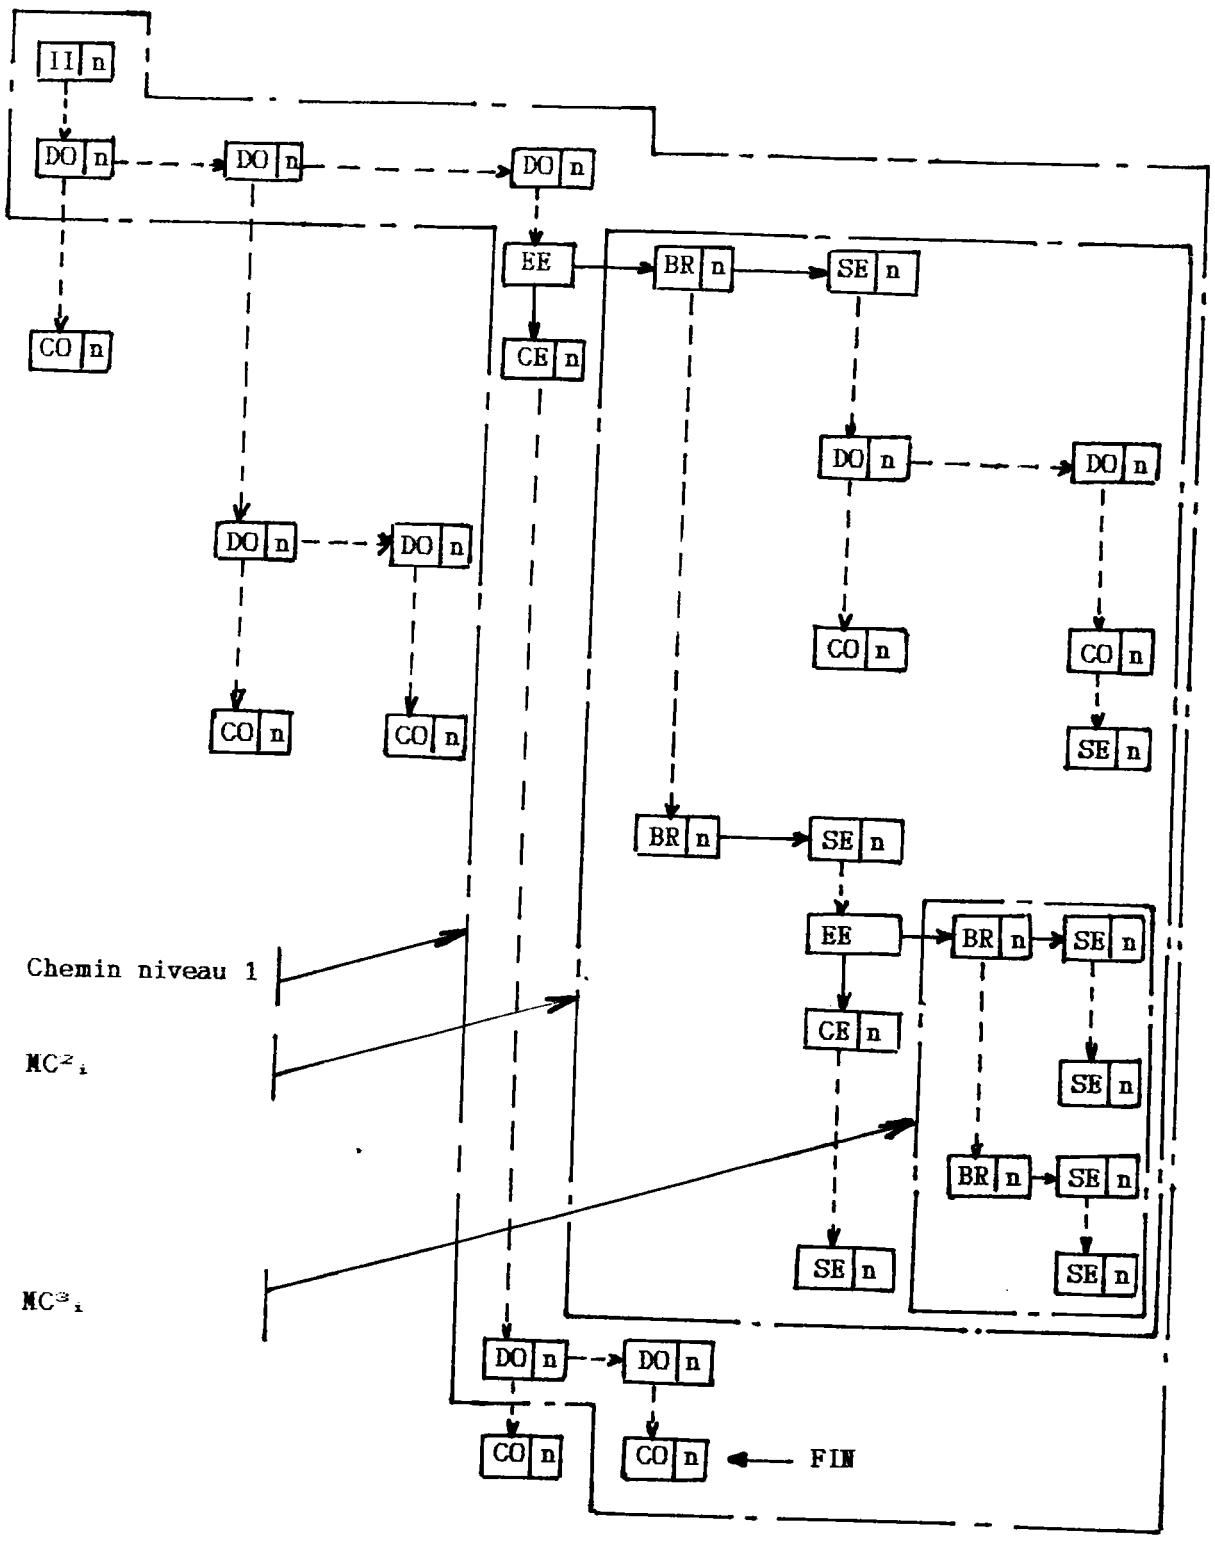 II n
DO n DO n DO n
EE BR n SE n
CO n CE n
DO n DO n
DO n DO n
CO n CO n
CO n CO n
SE n
BR n SE n
EE BR n SE n
Chemin niveau 1
CE n
MC²ᵢ
SE n
BR n SE n
SE n SE n
MC³ᵢ
DO n DO n
CO n CO n FIN